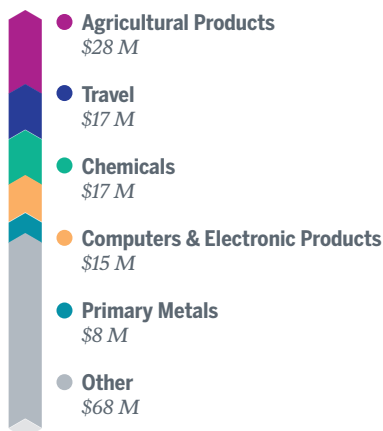 Agricultural Products
$28 M
Travel
$17 M
Chemicals
$17 M
Computers & Electronic Products
$15 M
Primary Metals
$8 M
Other
$68 M